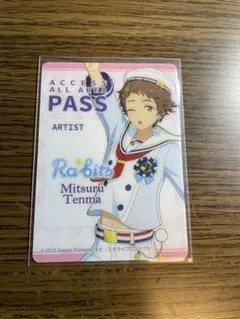 ACCESS
ALL AREA
PASS
ARTIST
Ra*bits
Mitsuru
Tenma